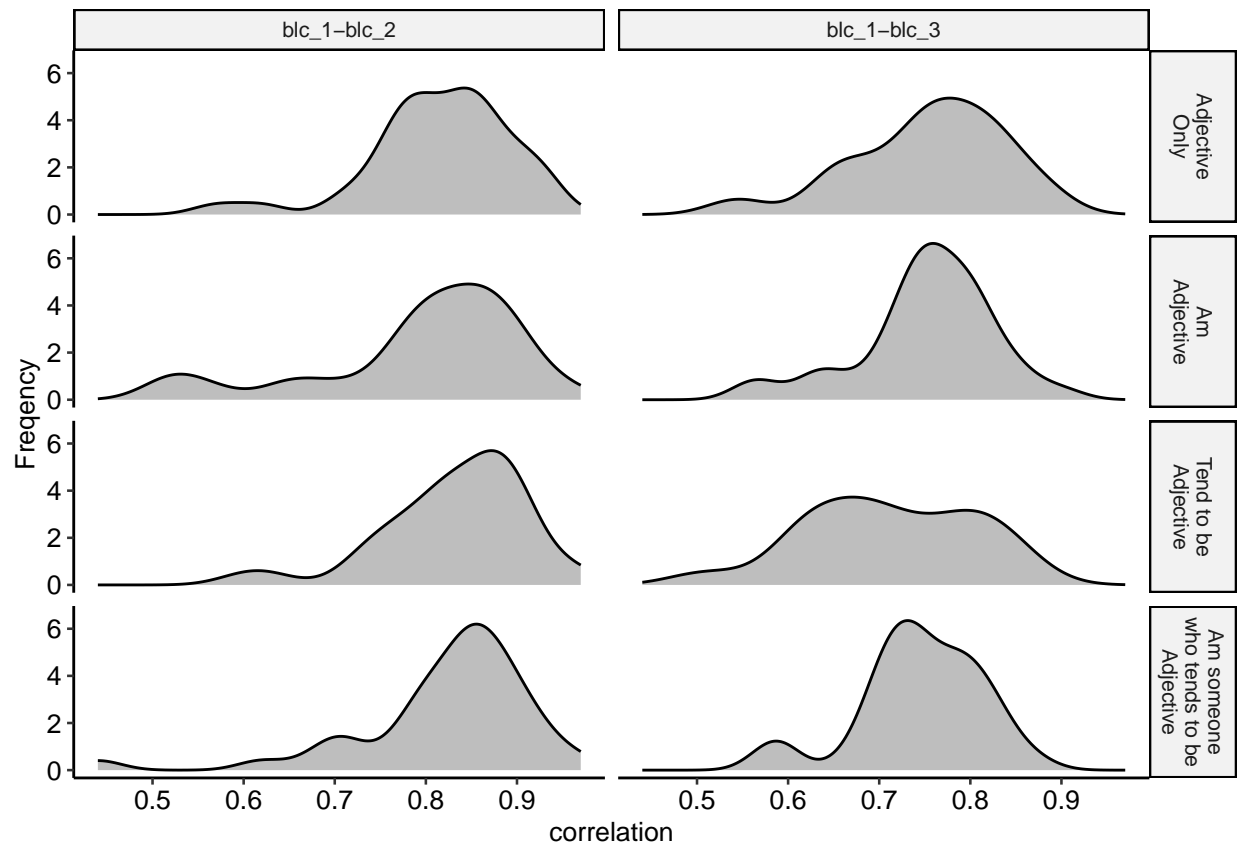 blc_1−blc_2
blc_1−blc_3
6
4
2
0
Adjective
Only
6
4
2
0
Am
Adjective
Freqency
6
4
2
0
Tend to be
Adjective
6
4
2
0
Am someone
who tends to be
Adjective
0.5 0.6 0.7 0.8 0.9
0.5 0.6 0.7 0.8 0.9
correlation